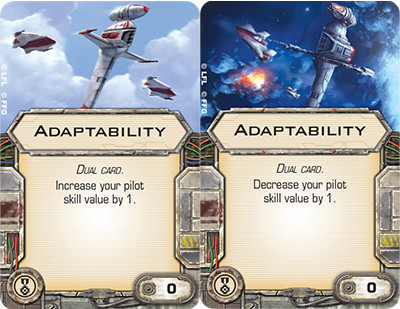 © LFL © FFG
ADAPTABILITY
DUAL CARD.
Increase your pilot
skill value by 1.
0
© LFL © FFG
ADAPTABILITY
DUAL CARD.
Decrease your pilot
skill value by 1.
0